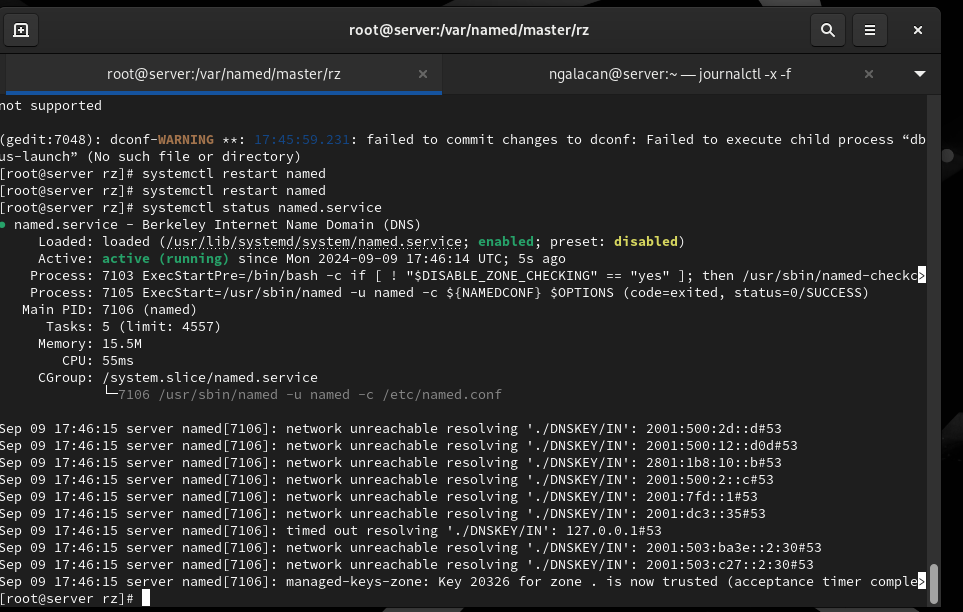 root@server:/var/named/master/rz
root@server:/var/named/master/rz × ngalacan@server:~ — journalctl -x -f ×
not supported
(gedit:7048): dconf-WARNING **: 17:45:59.231: failed to commit changes to dconf: Failed to execute child process “db
us-launch” (No such file or directory)
[root@server rz]# systemctl restart named
[root@server rz]# systemctl restart named
[root@server rz]# systemctl status named.service
● named.service - Berkeley Internet Name Domain (DNS)
Loaded: loaded (/usr/lib/systemd/system/named.service; enabled; preset: disabled)
Active: active (running) since Mon 2024-09-09 17:46:14 UTC; 5s ago
Process: 7103 ExecStartPre=/bin/bash -c if [ ! "$DISABLE_ZONE_CHECKING" == "yes" ]; then /usr/sbin/named-checkc>
Process: 7105 ExecStart=/usr/sbin/named -u named -c ${NAMEDCONF} $OPTIONS (code=exited, status=0/SUCCESS)
Main PID: 7106 (named)
Tasks: 5 (limit: 4557)
Memory: 15.5M
CPU: 55ms
CGroup: /system.slice/named.service
└─7106 /usr/sbin/named -u named -c /etc/named.conf
Sep 09 17:46:15 server named[7106]: network unreachable resolving './DNSKEY/IN': 2001:500:2d::d#53
Sep 09 17:46:15 server named[7106]: network unreachable resolving './DNSKEY/IN': 2001:500:12::d0d#53
Sep 09 17:46:15 server named[7106]: network unreachable resolving './DNSKEY/IN': 2801:1b8:10::b#53
Sep 09 17:46:15 server named[7106]: network unreachable resolving './DNSKEY/IN': 2001:500:2::c#53
Sep 09 17:46:15 server named[7106]: network unreachable resolving './DNSKEY/IN': 2001:7fd::1#53
Sep 09 17:46:15 server named[7106]: network unreachable resolving './DNSKEY/IN': 2001:dc3::35#53
Sep 09 17:46:15 server named[7106]: timed out resolving './DNSKEY/IN': 127.0.0.1#53
Sep 09 17:46:15 server named[7106]: network unreachable resolving './DNSKEY/IN': 2001:503:ba3e::2:30#53
Sep 09 17:46:15 server named[7106]: network unreachable resolving './DNSKEY/IN': 2001:503:c27::2:30#53
Sep 09 17:46:15 server named[7106]: managed-keys-zone: Key 20326 for zone . is now trusted (acceptance timer comple>
[root@server rz]#